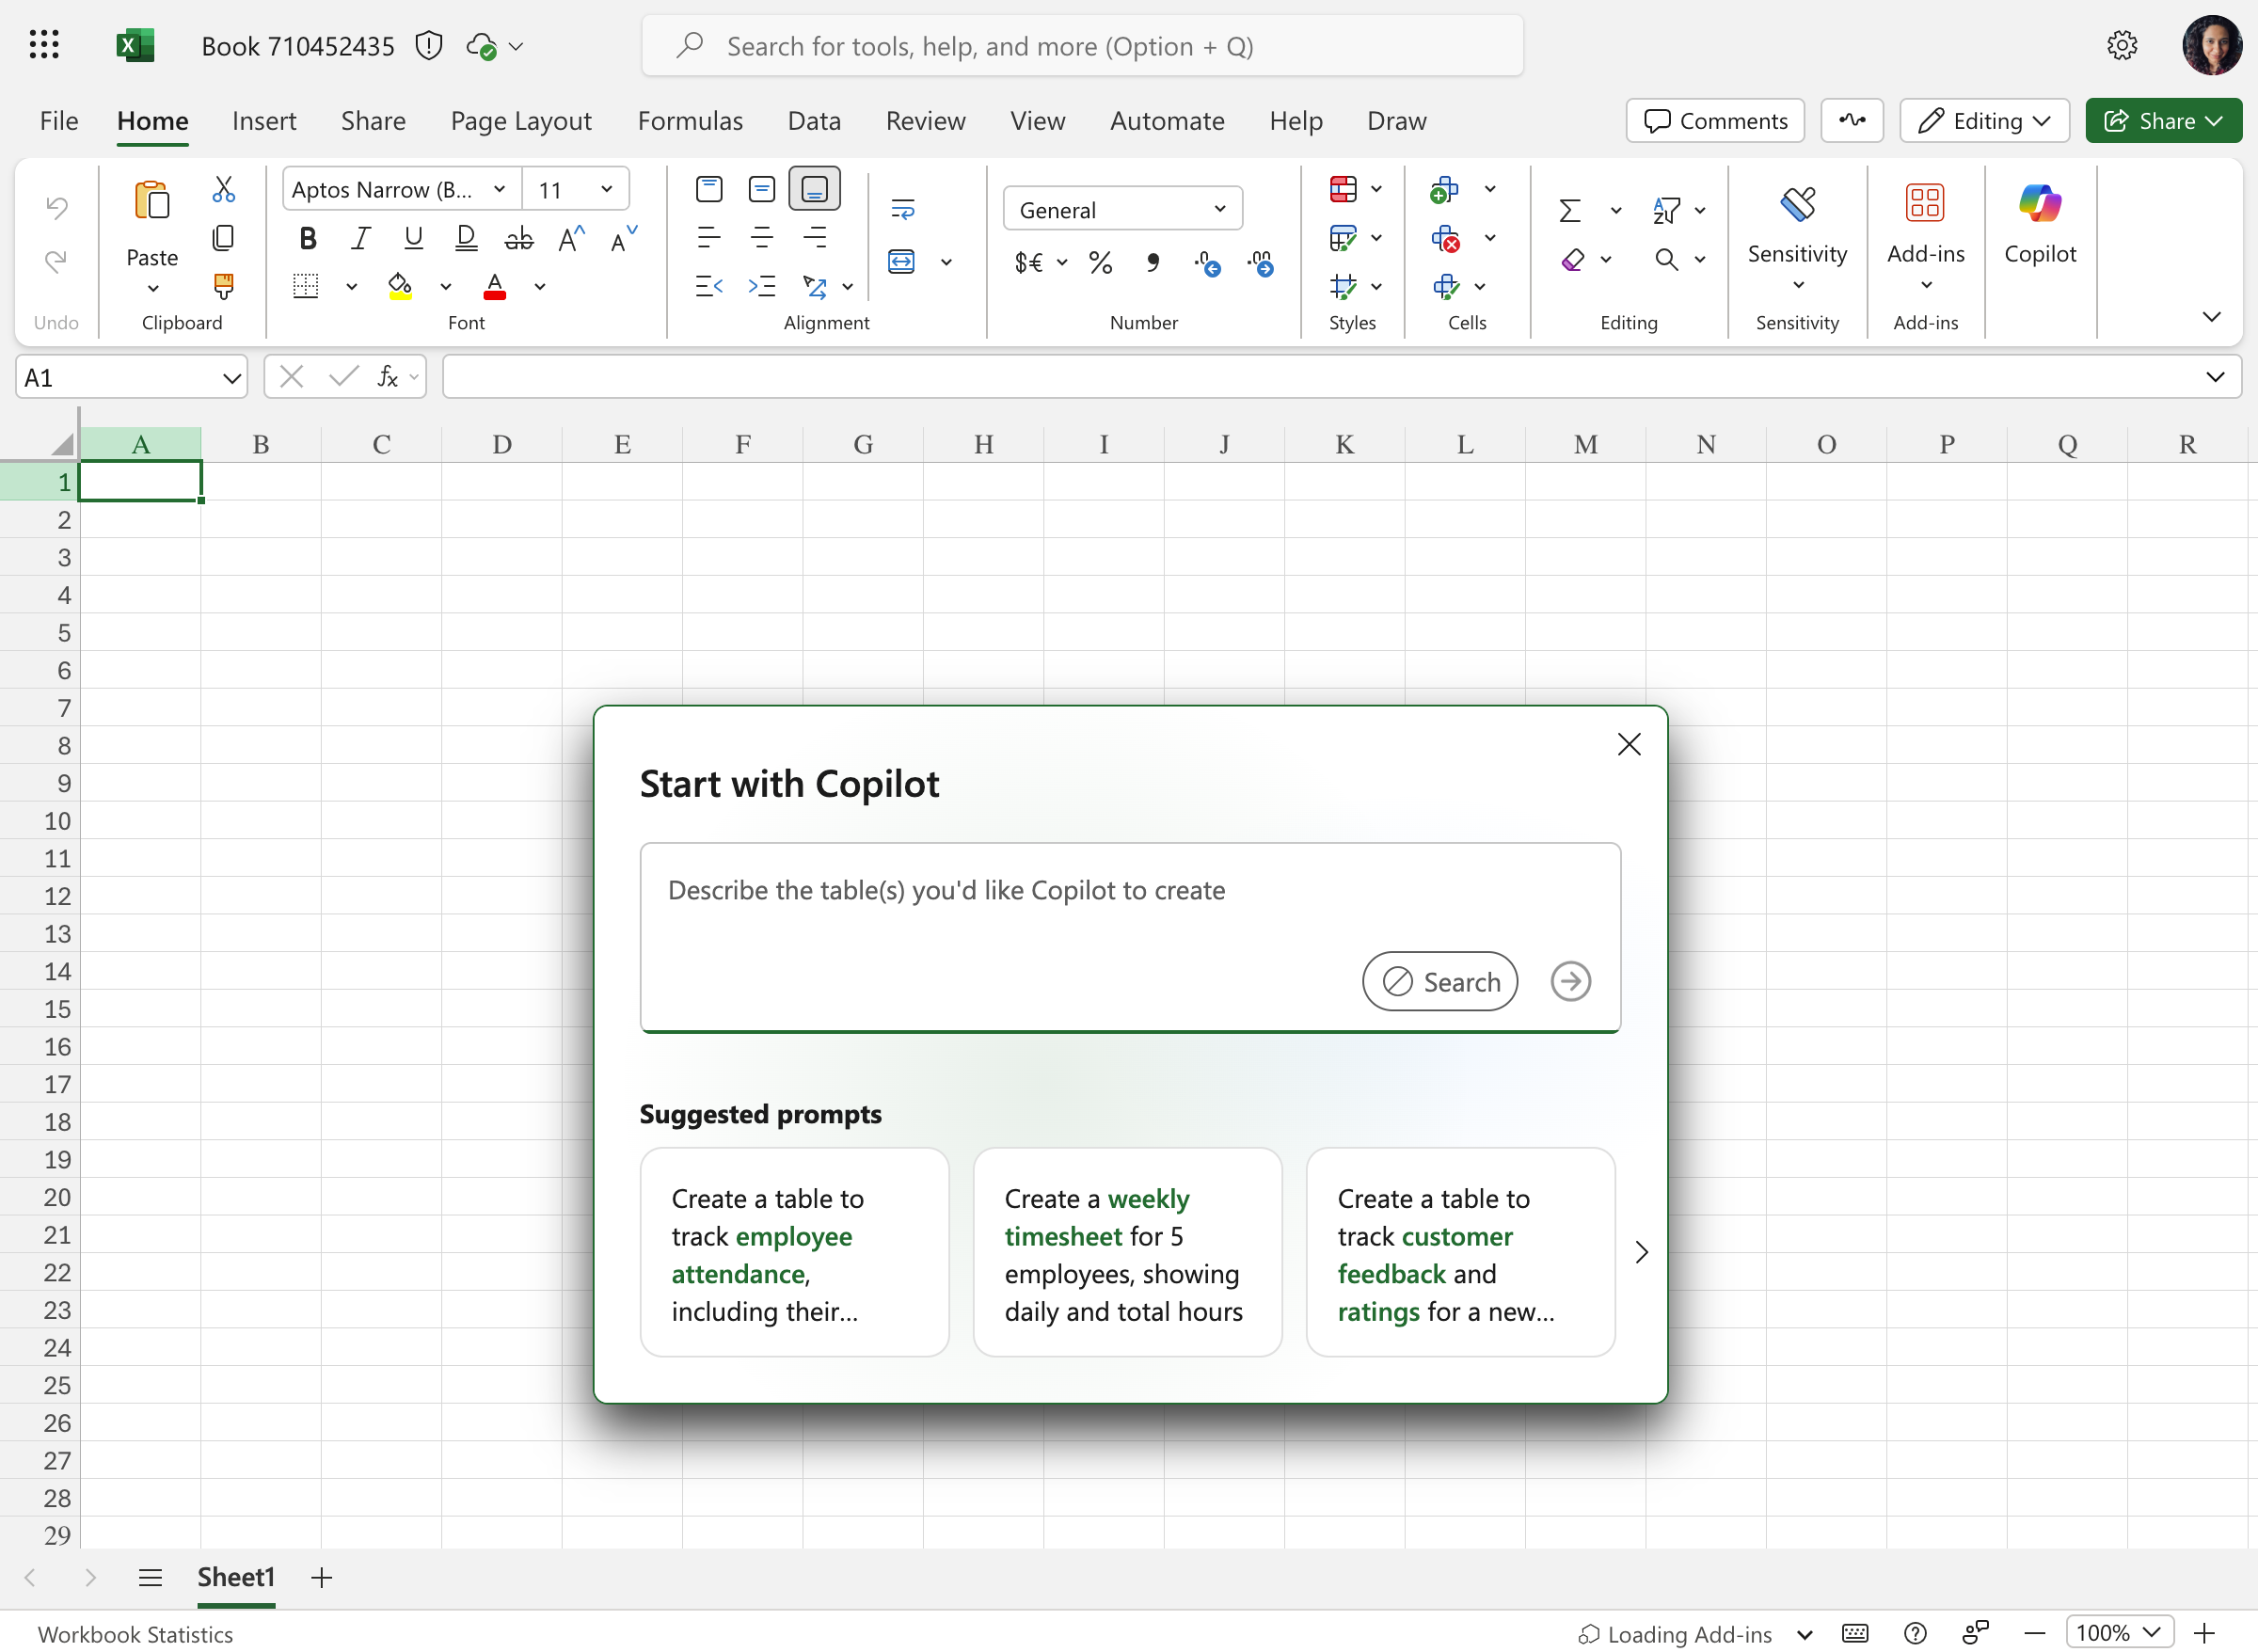 Book 710452435
Search for tools, help, and more (Option + Q)
File Home Insert Share Page Layout Formulas Data Review View Automate Help Draw
Comments Editing Share
Paste
Aptos Narrow (B... 11
General
Sensitivity Add-ins Copilot
Undo Clipboard Font Alignment Number Styles Cells Editing Sensitivity Add-ins
A1
A B C D E F G H I J K L M N O P Q R
1
2
3
4
5
6
7
8
9
10
11
12
13
14
15
16
17
18
19
20
21
22
23
24
25
26
27
28
29
Start with Copilot
Describe the table(s) you'd like Copilot to create
Search
Suggested prompts
Create a table to
track employee
attendance,
including their...
Create a weekly
timesheet for 5
employees, showing
daily and total hours
Create a table to
track customer
feedback and
ratings for a new...
Sheet1
Workbook Statistics
Loading Add-ins
100%